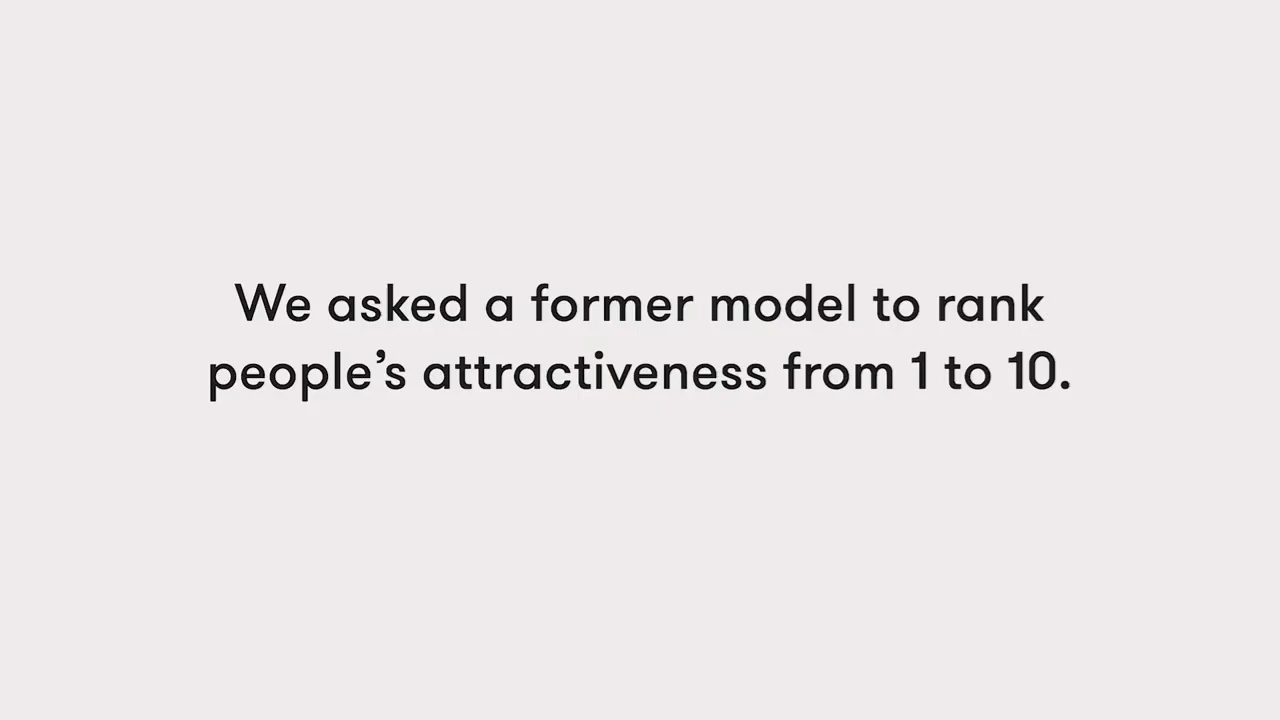 We asked a former model to rank
people’s attractiveness from 1 to 10.